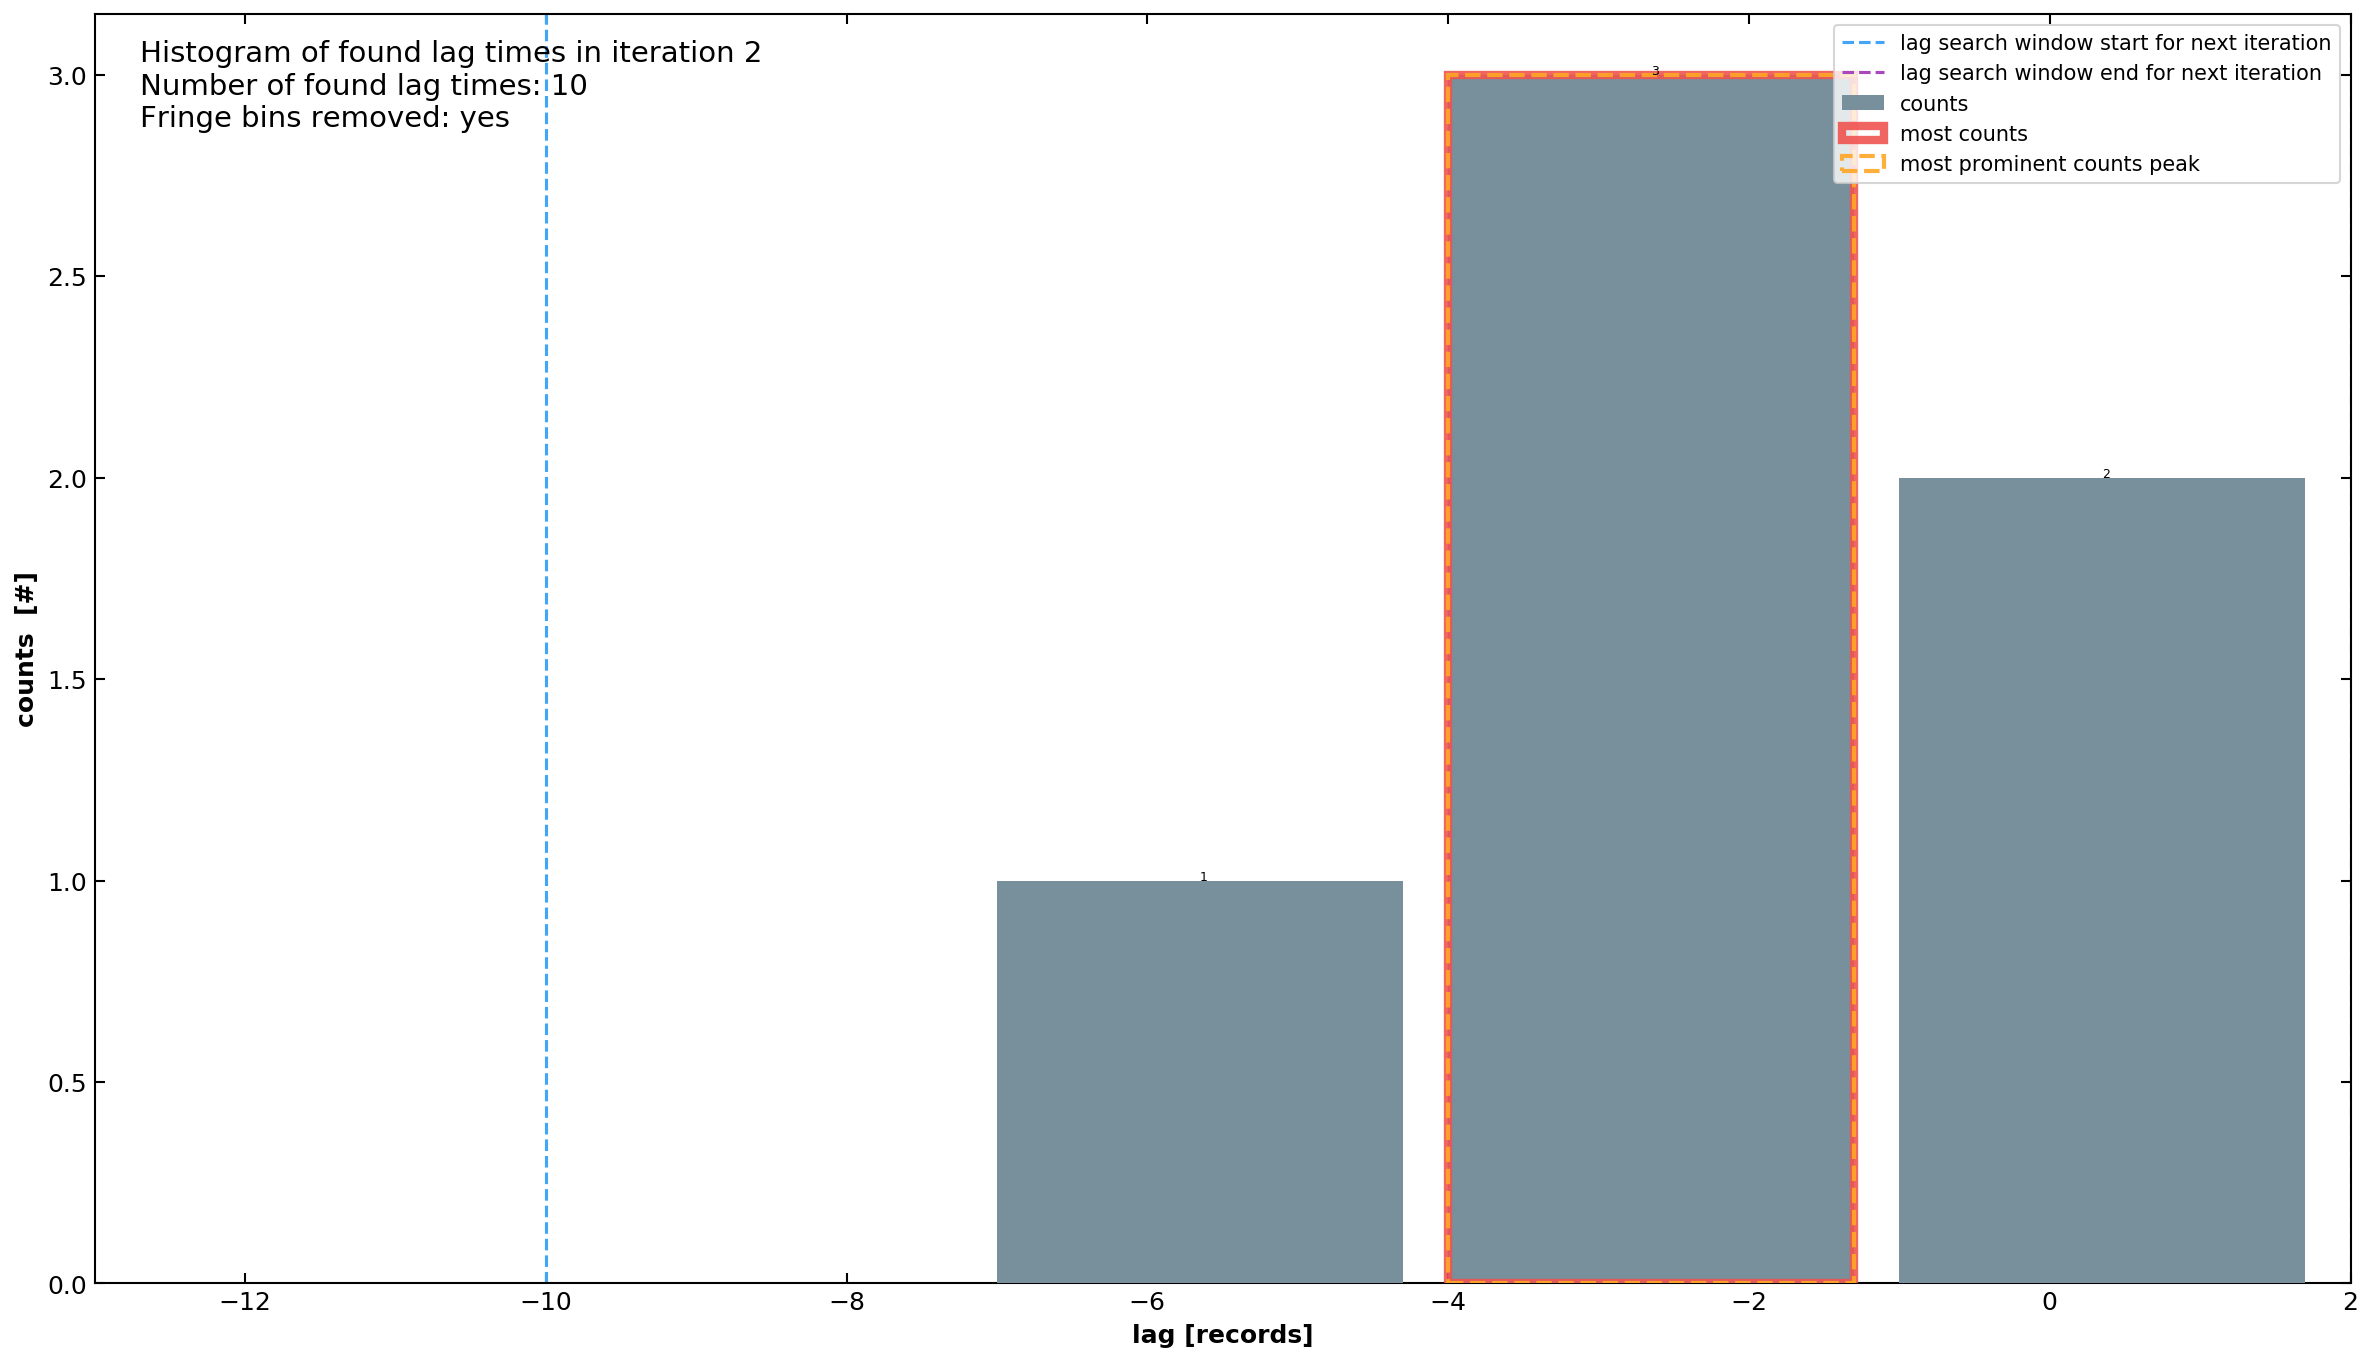 Histogram of found lag times in iteration 2
Number of found lag times: 10
Fringe bins removed: yes
lag search window start for next iteration
lag search window end for next iteration
counts
most counts
most prominent counts peak
3.0
2.5
2.0
1.5
1.0
0.5
0.0
counts [#]
3
2
1
−12
−10
−8
−6
−4
−2
0
2
lag [records]